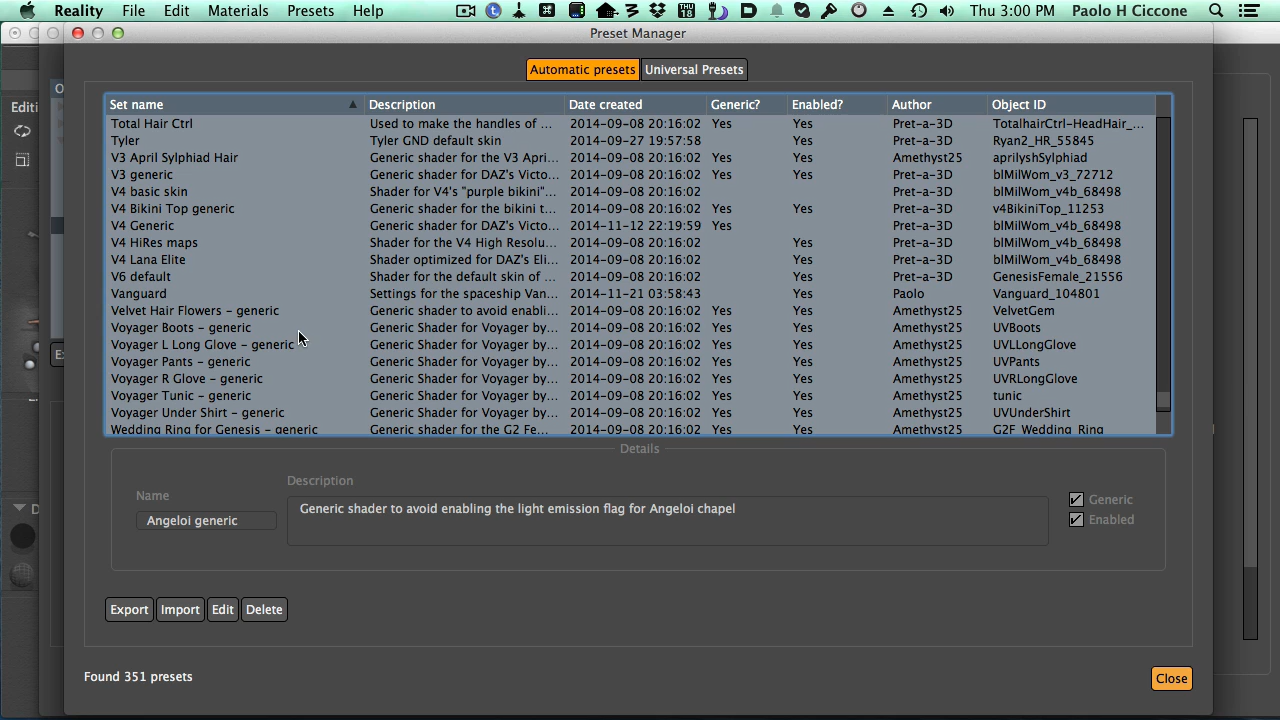 Reality File Edit Materials Presets Help THU 18 Thu 3:00 PM Paolo H Ciccone
Preset Manager
Automatic presets Universal Presets
Editi
Set name Description Date created Generic? Enabled? Author Object ID
Total Hair Ctrl Used to make the handles of ... 2014-09-08 20:16:02 Yes Yes Pret-a-3D TotalhairCtrl-HeadHair_...
Tyler Tyler GND default skin 2014-09-27 19:57:58 Yes Pret-a-3D Ryan2_HR_55845
V3 April Sylphiad Hair Generic shader for the V3 Apri... 2014-09-08 20:16:02 Yes Yes Amethyst25 aprilyshSylphiad
V3 generic Generic shader for DAZ's Victo... 2014-09-08 20:16:02 Yes Yes Pret-a-3D blMilWom_v3_72712
V4 basic skin Shader for V4's "purple bikini"... 2014-09-08 20:16:02 Pret-a-3D blMilWom_v4b_68498
V4 Bikini Top generic Generic shader for the bikini t... 2014-09-08 20:16:02 Yes Yes Pret-a-3D v4BikiniTop_11253
V4 Generic Generic shader for DAZ's Victo... 2014-11-12 22:19:59 Yes Pret-a-3D blMilWom_v4b_68498
V4 HiRes maps Shader for the V4 High Resolu... 2014-09-08 20:16:02 Yes Pret-a-3D blMilWom_v4b_68498
V4 Lana Elite Shader optimized for DAZ's Eli... 2014-09-08 20:16:02 Yes Pret-a-3D blMilWom_v4b_68498
V6 default Shader for the default skin of ... 2014-09-08 20:16:02 Yes Pret-a-3D GenesisFemale_21556
Vanguard Settings for the spaceship Van... 2014-11-21 03:58:43 Yes Paolo Vanguard_104801
Velvet Hair Flowers - generic Generic shader to avoid enabli... 2014-09-08 20:16:02 Yes Yes Amethyst25 VelvetGem
Voyager Boots - generic Generic Shader for Voyager by... 2014-09-08 20:16:02 Yes Yes Amethyst25 UVBoots
Voyager L Long Glove - generic Generic Shader for Voyager by... 2014-09-08 20:16:02 Yes Yes Amethyst25 UVLLongGlove
Voyager Pants - generic Generic Shader for Voyager by... 2014-09-08 20:16:02 Yes Yes Amethyst25 UVPants
Voyager R Glove - generic Generic Shader for Voyager by... 2014-09-08 20:16:02 Yes Yes Amethyst25 UVRLongGlove
Voyager Tunic - generic Generic Shader for Voyager by... 2014-09-08 20:16:02 Yes Yes Amethyst25 tunic
Voyager Under Shirt - generic Generic Shader for Voyager by... 2014-09-08 20:16:02 Yes Yes Amethyst25 UVUnderShirt
Wedding Ring for Genesis - generic Generic shader for the G2 Fe... 2014-09-08 20:16:02 Yes Yes Amethyst25 G2F_Wedding_Ring
Details
Name Description
Angeloi generic Generic shader to avoid enabling the light emission flag for Angeloi chapel
Generic
Enabled
Export Import Edit Delete
Found 351 presets
Close